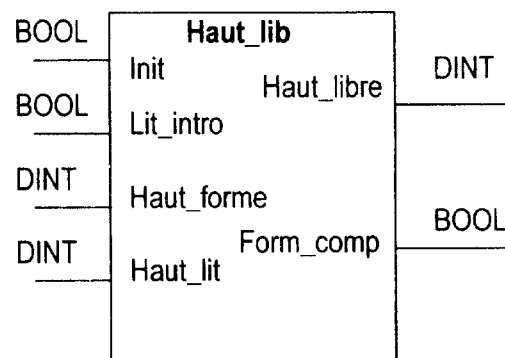 BOOL
Haut_lib
Init
DINT
Haut_libre
BOOL
Lit_intro
DINT
Haut_forme
BOOL
Form_comp
DINT
Haut_lit